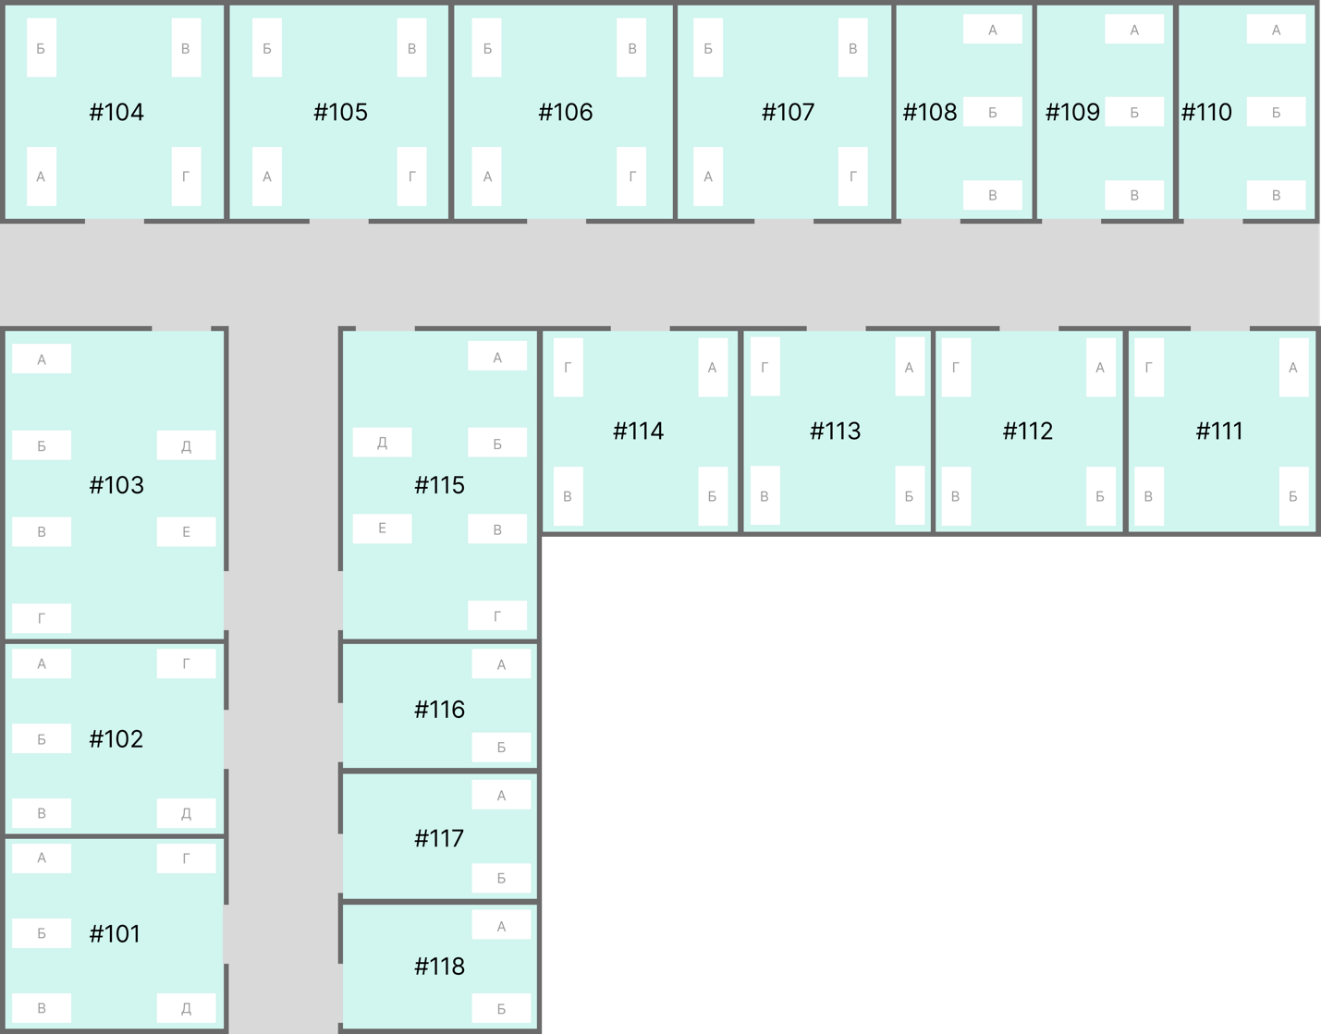 Б В
#104
А Г
Б В
#105
А Г
Б В
#106
А Г
Б В
#107
А Г
А
#108 Б
В
А
#109 Б
В
А
#110 Б
В
А
Б Д
#103
В Е
Г
А
Д Б
#115
Е В
Г
Г А
#114
В Б
Г А
#113
В Б
Г А
#112
В Б
Г А
#111
В Б
А Г
Б #102
В Д
А
#116
Б
А
#117
Б
А Г
Б #101
В Д
А
#118
Б